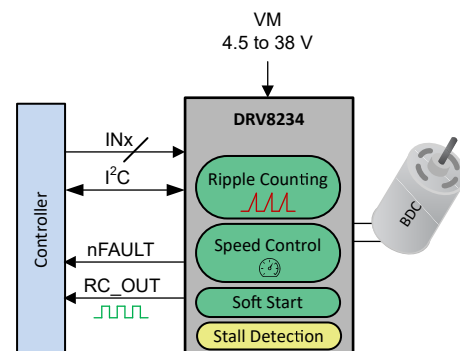 VM
4.5 to 38 V
DRV8234
Controller
INx
I²C
nFAULT
RC_OUT
Ripple Counting
Speed Control
Soft Start
Stall Detection
BDC